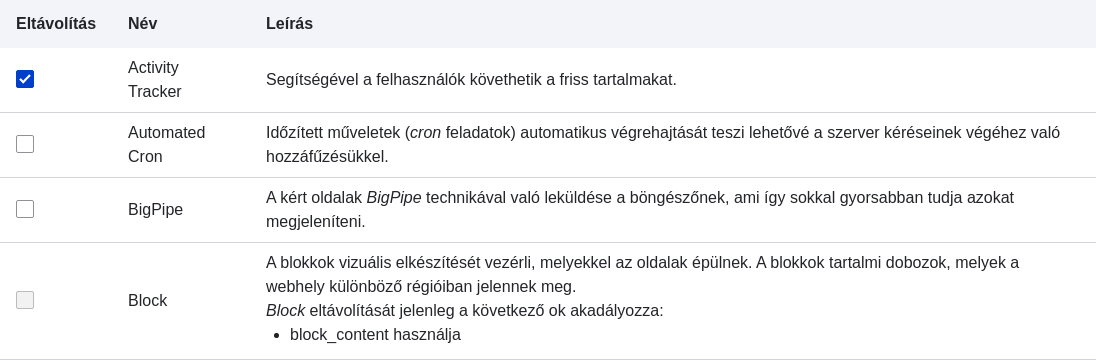 Eltávolítás Név Leírás
Activity
Tracker
Segítségével a felhasználók követhetik a friss tartalmakat.
Automated
Cron
Időzített műveletek (cron feladatok) automatikus végrehajtását teszi lehetővé a szerver kéréseinek végéhez való
hozzáfűzésükkel.
BigPipe
A kért oldalak BigPipe technikával való leküldése a böngészőnek, ami így sokkal gyorsabban tudja azokat
megjeleníteni.
Block
A blokkok vizuális elkészítését vezérli, melyekkel az oldalak épülnek. A blokkok tartalmi dobozok, melyek a
webhely különböző régióiban jelennek meg.
Block eltávolítását jelenleg a következő ok akadályozza:
• block_content használja